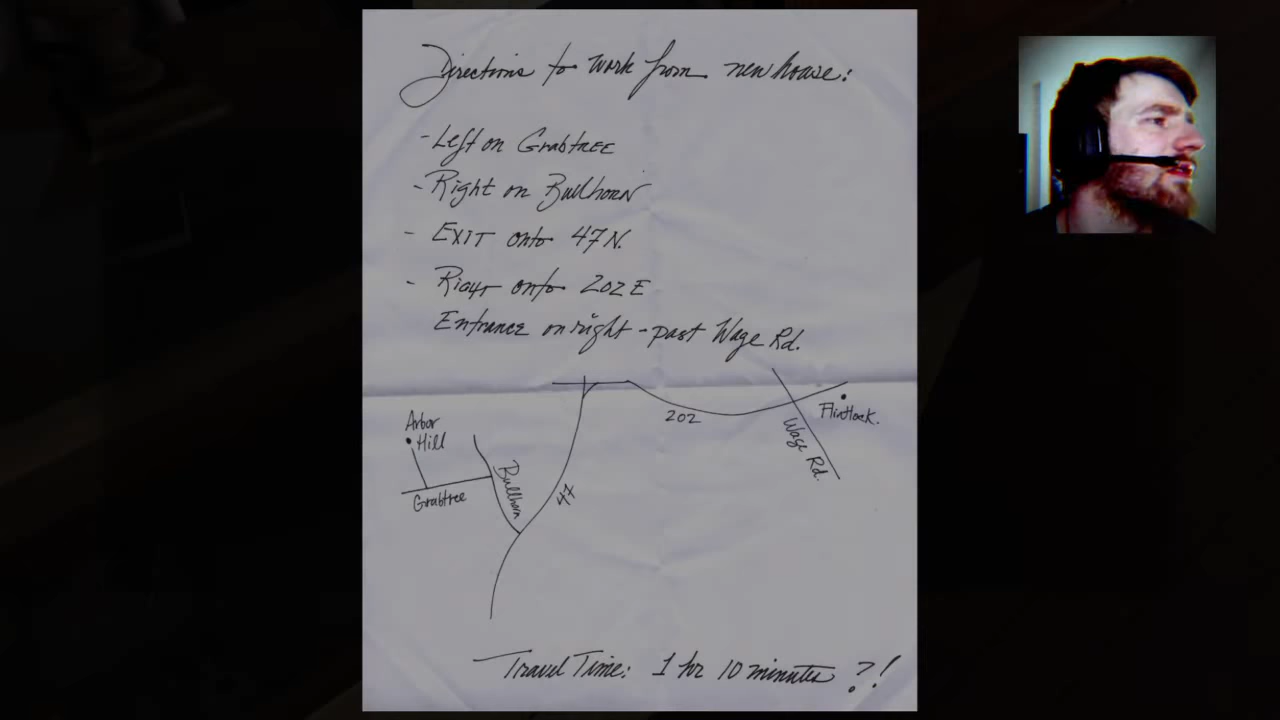 Directions to work from new house:
- Left on Grabtree
- Right on Bullhorn
- Exit onto 47 N.
- Right onto 202 E
Entrance on right - past Wage Rd.
Arbor
Hill
Grabtree
Bullhorn
47
202
Wage Rd.
Flintlock.
Travel Time: 1 hr 10 minutes ?!